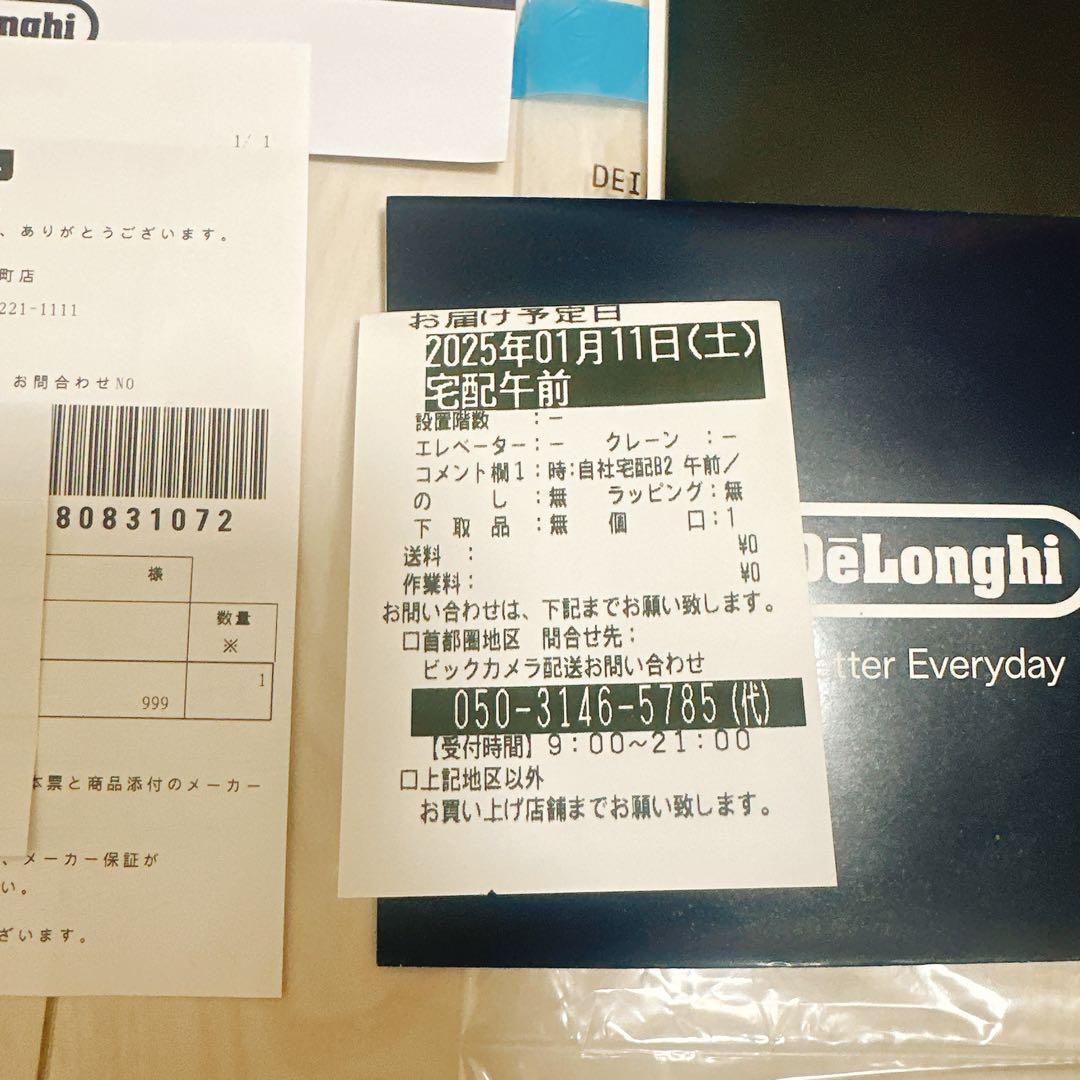 1/ 1
、ありがとうございます。
町店
221-1111
お問合わせNO
80831072
様
数量
※
1
999
本票と商品添付のメーカー
、メーカー保証が
い。
ざいます。
DEI
お届け予定日
2025年01月11日(土)
宅配午前
設置階数 :－
エレベーター:－ クレーン :－
コメント欄1:時:自社宅配B2 午前/
の し :無 ラッピング:無
下 取 品 :無 個 口:1
送料 : ¥0
作業料: ¥0
お問い合わせは、下記までお願い致します。
□首都圏地区 問合せ先:
ビックカメラ配送お問い合わせ
050-3146-5785(代)
【受付時間】9:00～21:00
□上記地区以外
お買い上げ店舗までお願い致します。
DēLonghi
tter Everyday